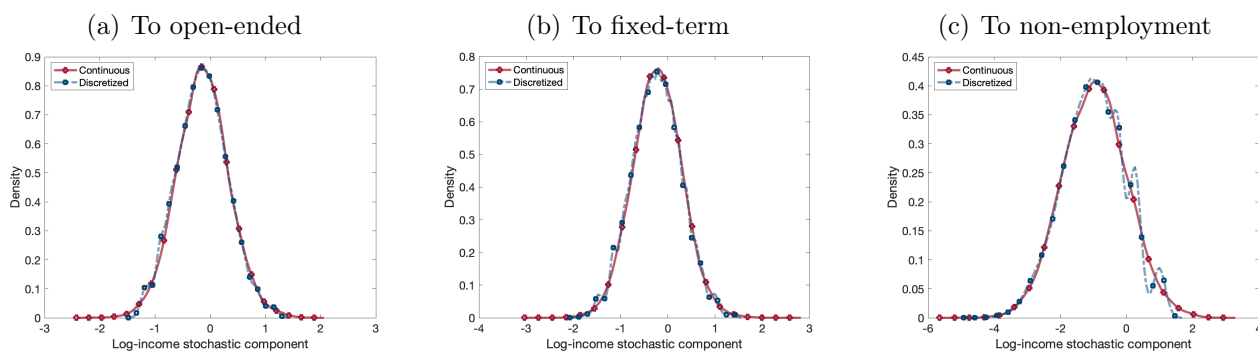 (a) To open-ended
0.9
0.8
0.7
0.6
0.5
0.4
0.3
0.2
0.1
0
Density
Continuous
Discretized
-3 -2 -1 0 1 2 3
Log-income stochastic component
(b) To fixed-term
0.8
0.7
0.6
0.5
0.4
0.3
0.2
0.1
0
Density
Continuous
Discretized
-4 -3 -2 -1 0 1 2 3
Log-income stochastic component
(c) To non-employment
0.45
0.4
0.35
0.3
0.25
0.2
0.15
0.1
0.05
0
Density
Continuous
Discretized
-6 -4 -2 0 2 4
Log-income stochastic component